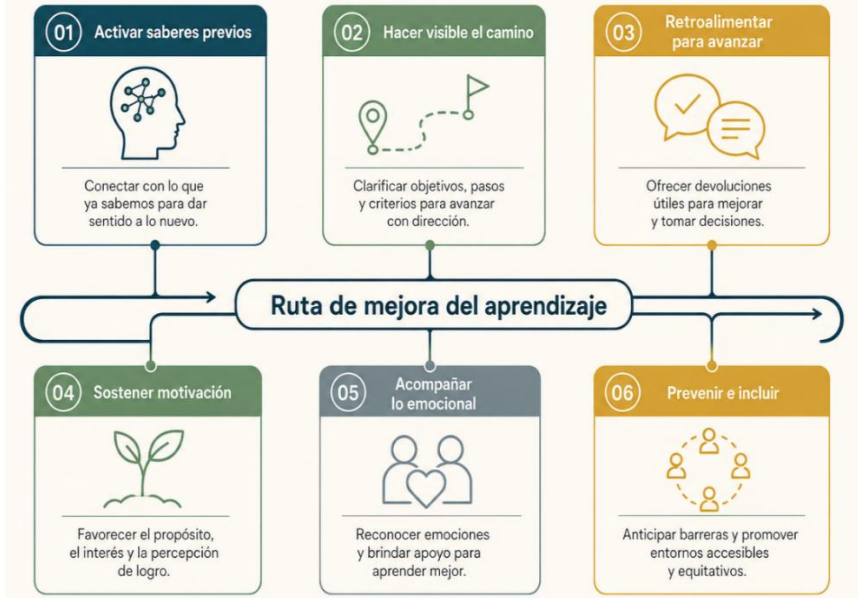 01 Activar saberes previos
Conectar con lo que
ya sabemos para dar
sentido a lo nuevo.
02 Hacer visible el camino
Clarificar objetivos, pasos
y criterios para avanzar
con dirección.
03 Retroalimentar
para avanzar
Ofrecer devoluciones
útiles para mejorar
y tomar decisiones.
Ruta de mejora del aprendizaje
04 Sostener motivación
Favorecer el propósito,
el interés y la percepción
de logro.
05 Acompañar
lo emocional
Reconocer emociones
y brindar apoyo para
aprender mejor.
06 Prevenir e incluir
Anticipar barreras y promover
entornos accesibles
y equitativos.